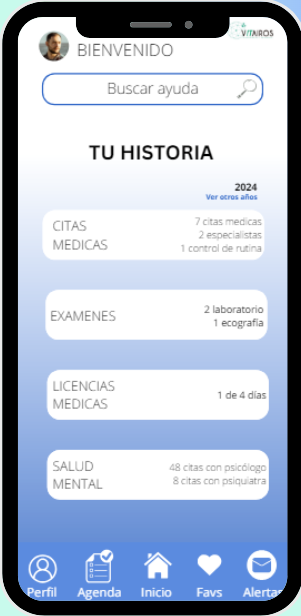 VITAIROS
BIENVENIDO
Buscar ayuda
TU HISTORIA
2024
Ver otros años
CITAS
MEDICAS
7 citas medicas
2 especialistas
1 control de rutina
EXAMENES
2 laboratorio
1 ecografía
LICENCIAS
MEDICAS
1 de 4 días
SALUD
MENTAL
48 citas con psicólogo
8 citas con psiquiatra
Perfil
Agenda
Inicio
Favs
Alertas